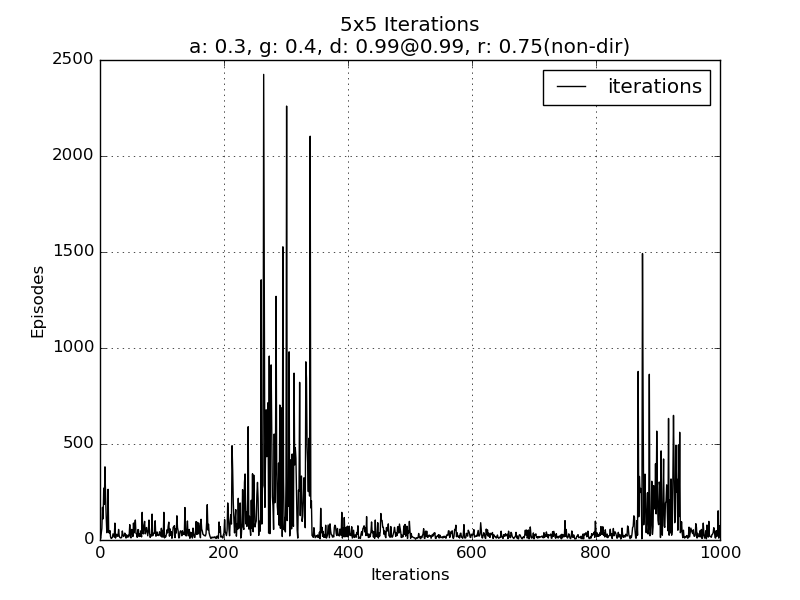 5x5 Iterations
a: 0.3, g: 0.4, d: 0.99@0.99, r: 0.75(non-dir)
iterations
2500
2000
1500
1000
500
0
Episodes
0 200 400 600 800 1000
Iterations